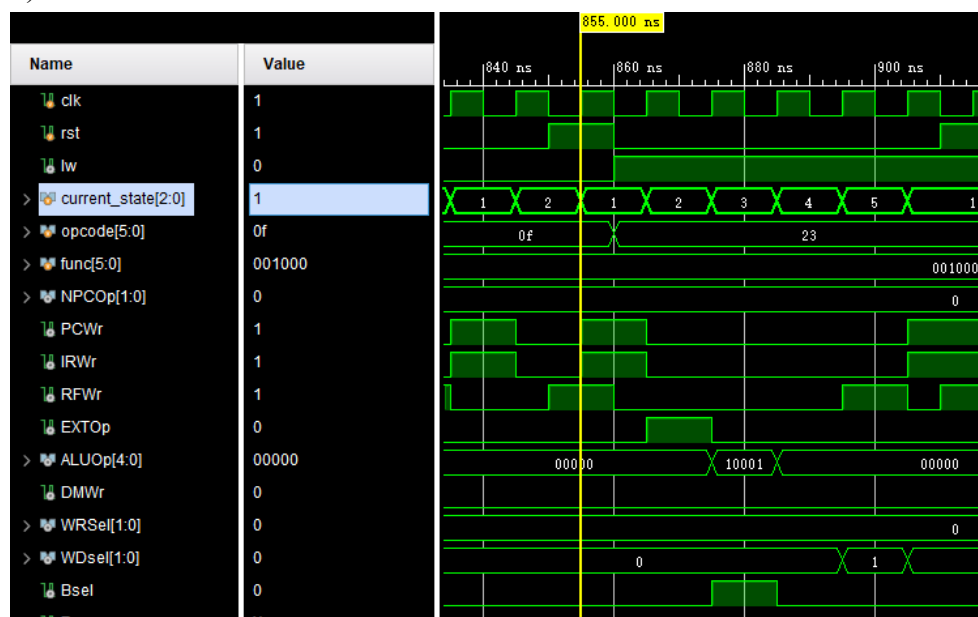 855.000 ns
Name Value
840 ns 860 ns 880 ns 900 ns
clk 1
rst 1
lw 0
> current_state[2:0] 1 1 2 1 2 3 4 5 1
> opcode[5:0] 0f 0f 23
> func[5:0] 001000 001000
> NPCOp[1:0] 0 0
PCWr 1
IRWr 1
RFWr 1
EXTOp 0
> ALUOp[4:0] 00000 00000 10001 00000
DMWr 0
> WRSel[1:0] 0 0
> WDsel[1:0] 0 0 1
Bsel 0